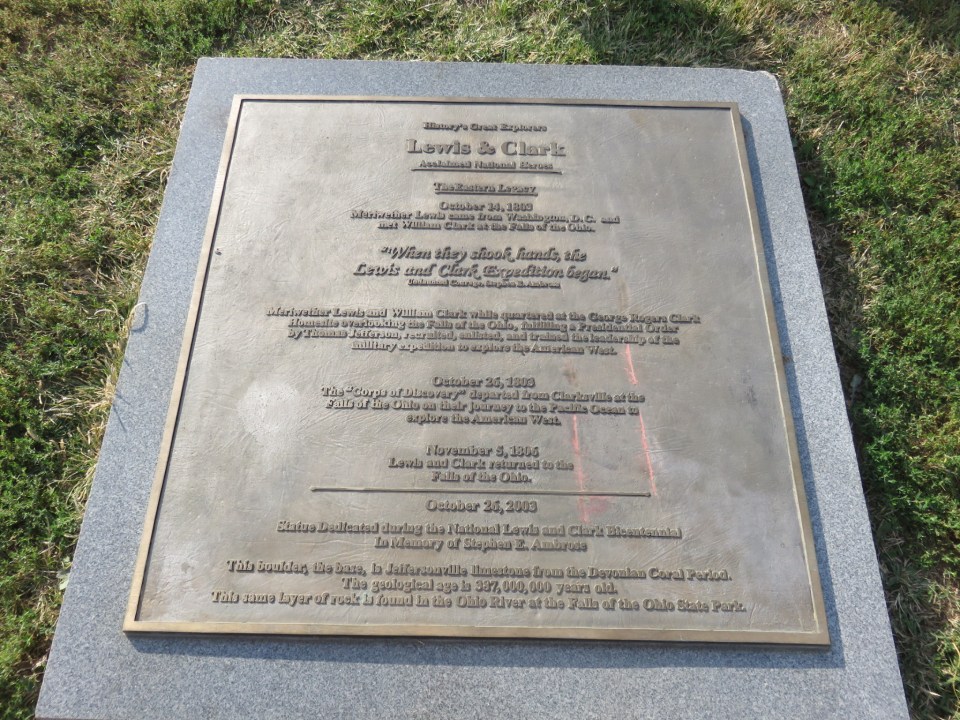 History's Great Explorers
Lewis & Clark
Acclaimed National Heroes
The Eastern Legacy
October 14, 1803
Meriwether Lewis came from Washington, D.C. and
met William Clark at the Falls of the Ohio.
"When they shook hands, the
Lewis and Clark Expedition began."
Undaunted Courage, Stephen E. Ambrose
Meriwether Lewis and William Clark while quartered at the George Rogers Clark
Homesite overlooking the Falls of the Ohio, fulfilling a Presidential Order
by Thomas Jefferson, recruited, enlisted, and trained the leadership of the
military expedition to explore the American West.
October 26, 1803
The "Corps of Discovery" departed from Clarksville at the
Falls of the Ohio on their journey to the Pacific Ocean to
explore the American West.
November 5, 1806
Lewis and Clark returned to the
Falls of the Ohio.
October 26, 2003
Statue Dedicated during the National Lewis and Clark Bicentennial
In Memory of Stephen E. Ambrose
This boulder, the base, is Jeffersonville limestone from the Devonian Coral Period.
The geological age is 387,000,000 years old.
This same layer of rock is found in the Ohio River at the Falls of the Ohio State Park.